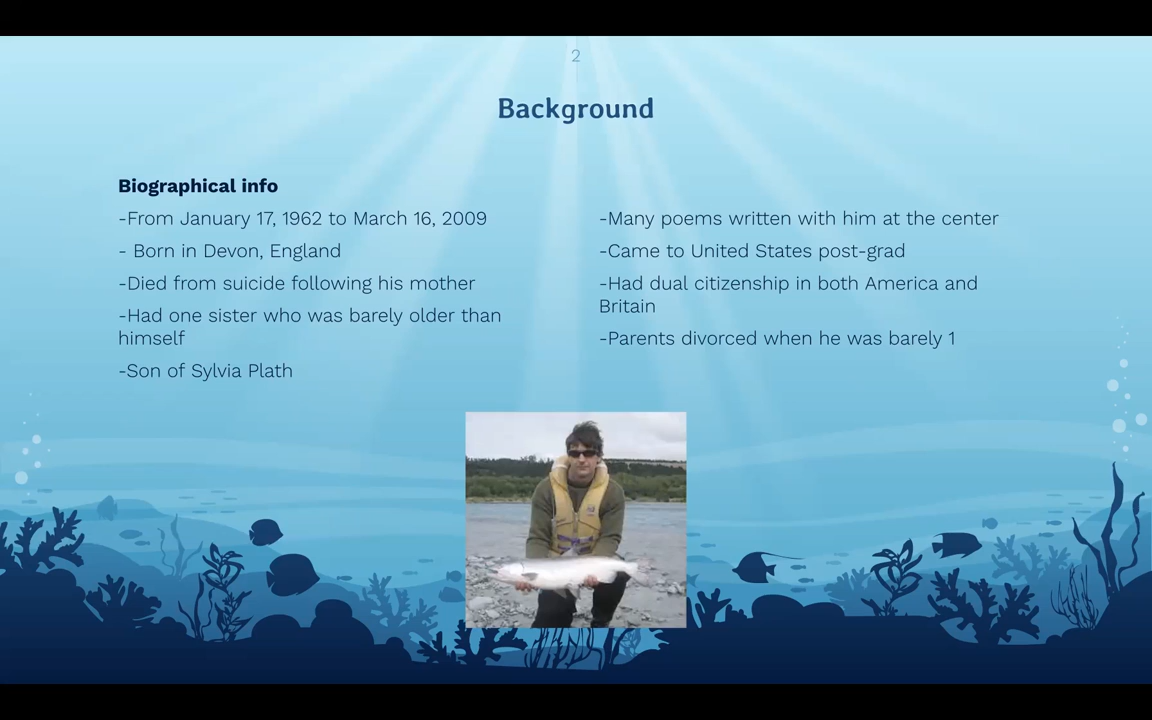 2
Background
Biographical info
-From January 17, 1962 to March 16, 2009
- Born in Devon, England
-Died from suicide following his mother
-Had one sister who was barely older than
himself
-Son of Sylvia Plath
-Many poems written with him at the center
-Came to United States post-grad
-Had dual citizenship in both America and
Britain
-Parents divorced when he was barely 1